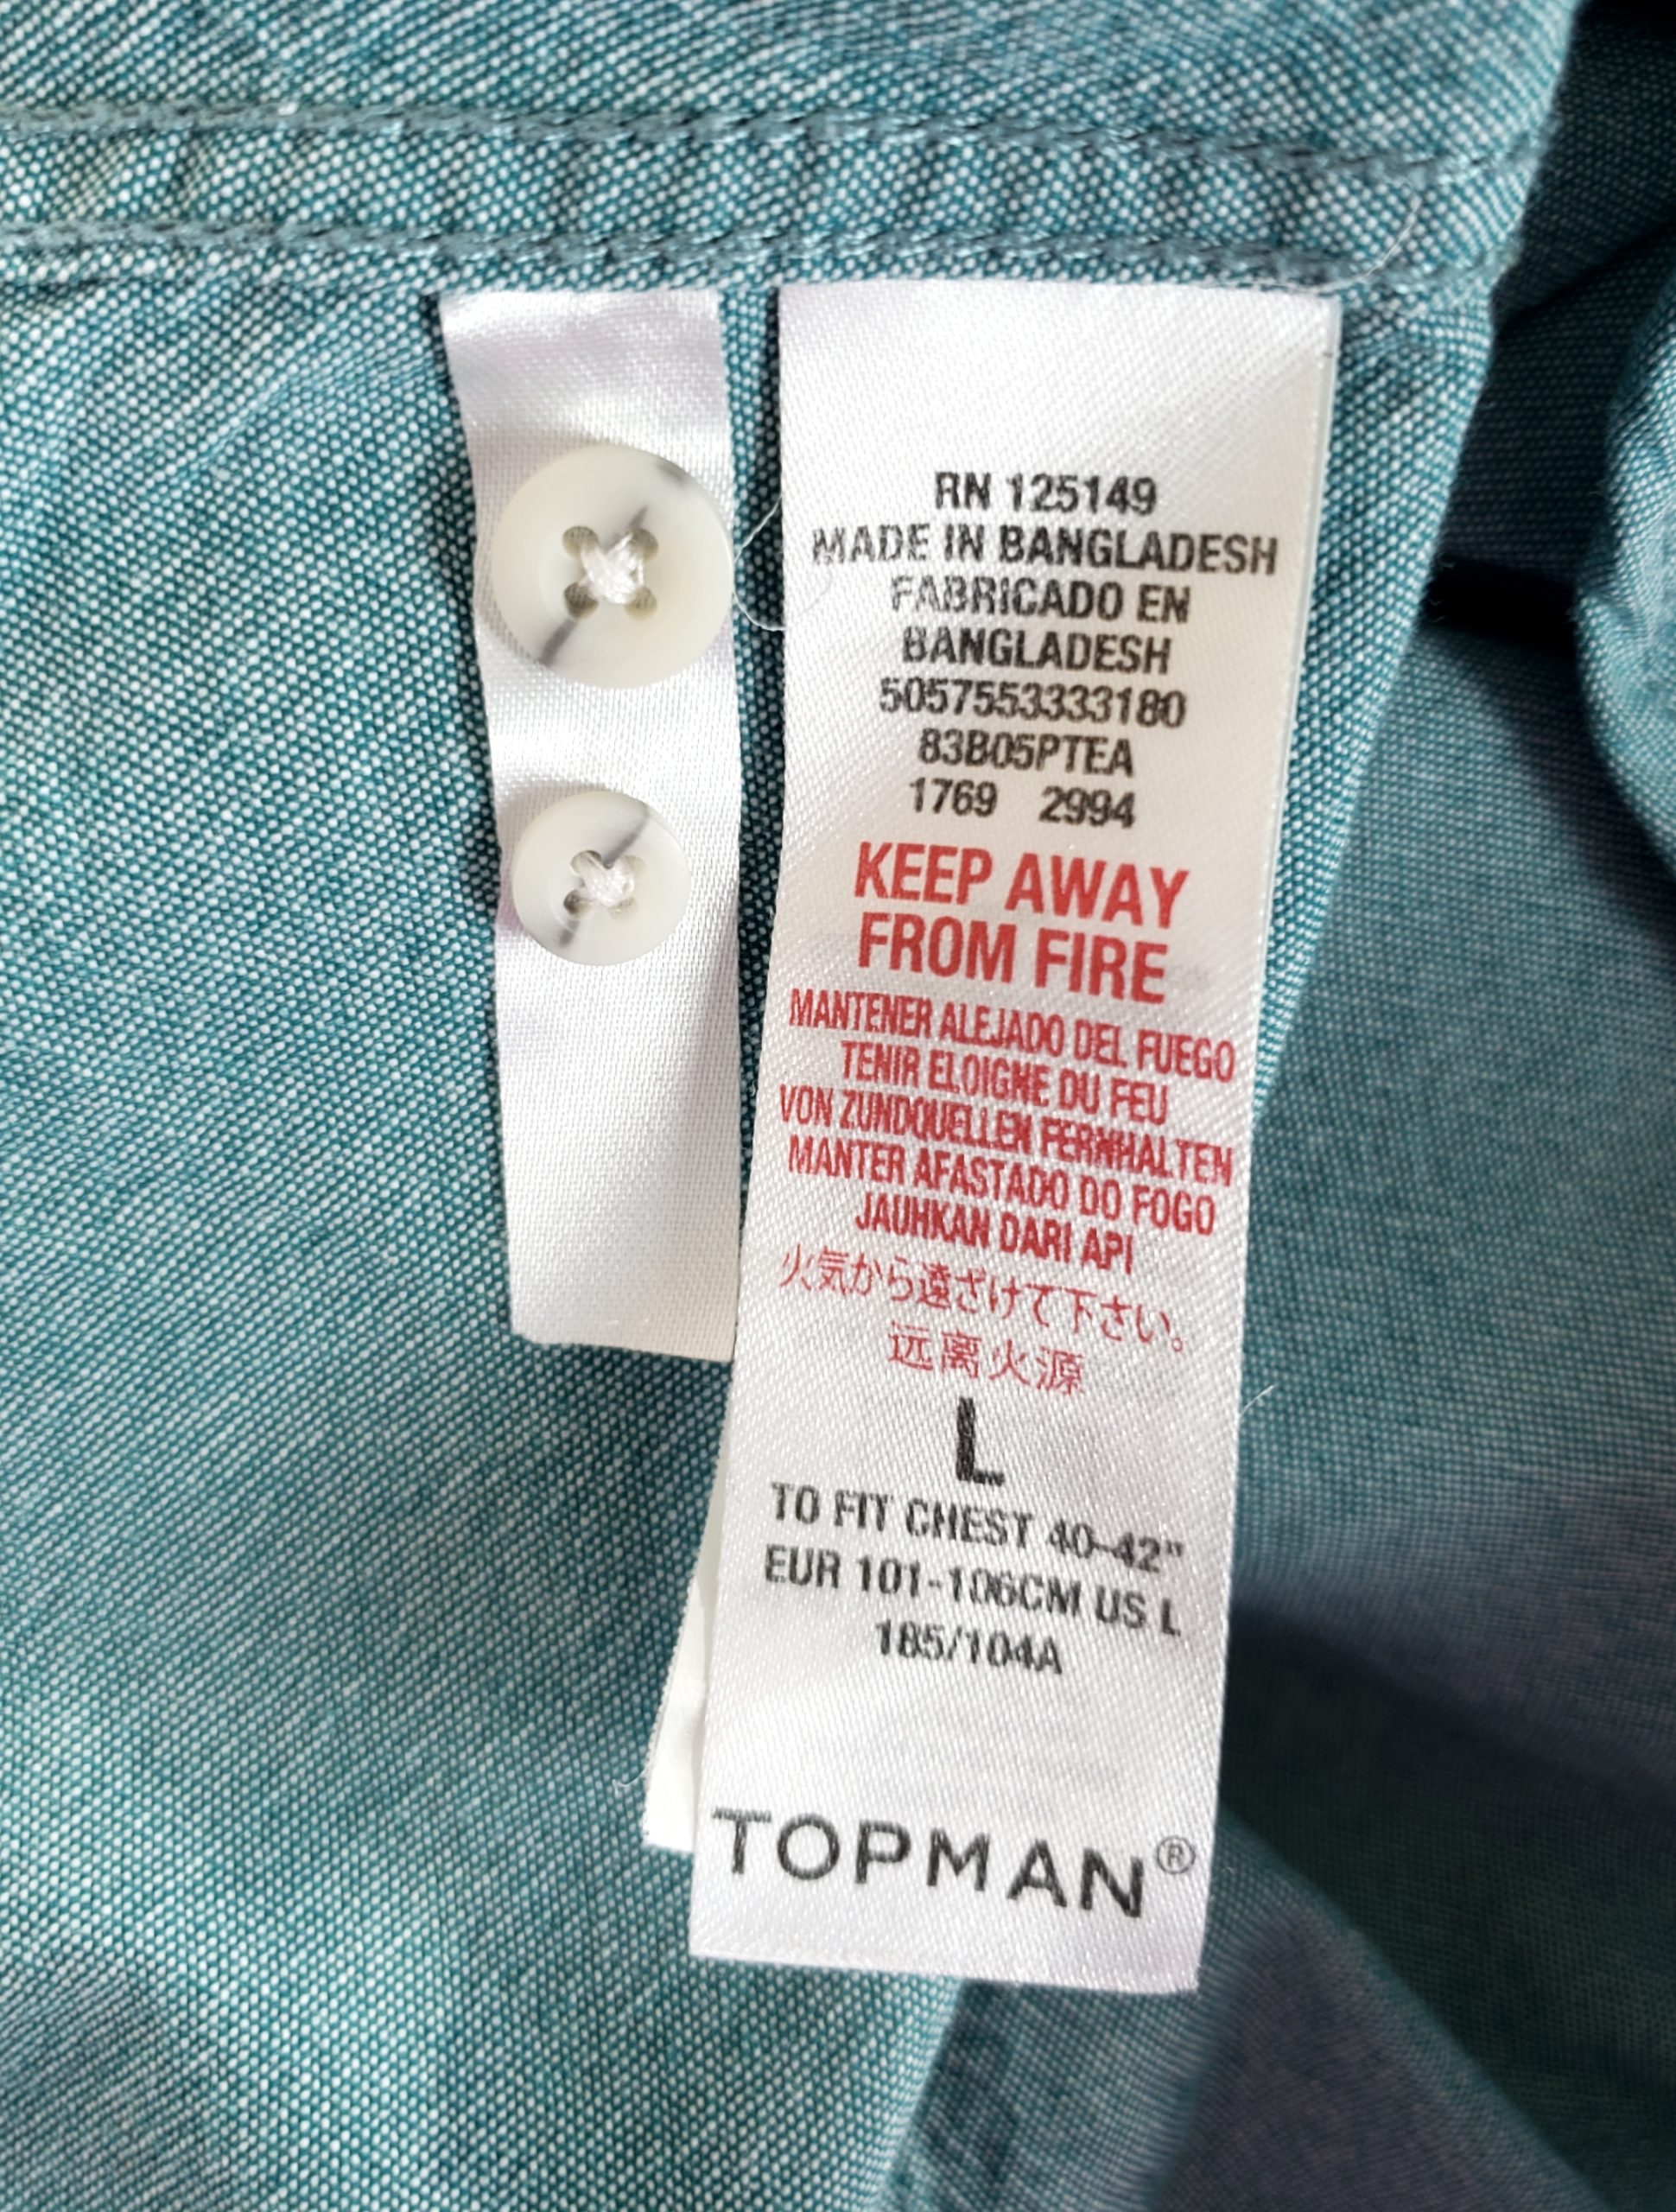 RN 125149
MADE IN BANGLADESH
FABRICADO EN
BANGLADESH
5057553333180
83B05PTEA
1769 2994
KEEP AWAY
FROM FIRE
MANTENER ALEJADO DEL FUEGO
TENIR ELOIGNE DU FEU
VON ZUNDQUELLEN FERNHALTEN
MANTER AFASTADO DO FOGO
JAUHKAN DARI API
火気から遠ざけて下さい。
远离火源
L
TO FIT CHEST 40-42"
EUR 101-106CM US L
185/104A
TOPMAN®